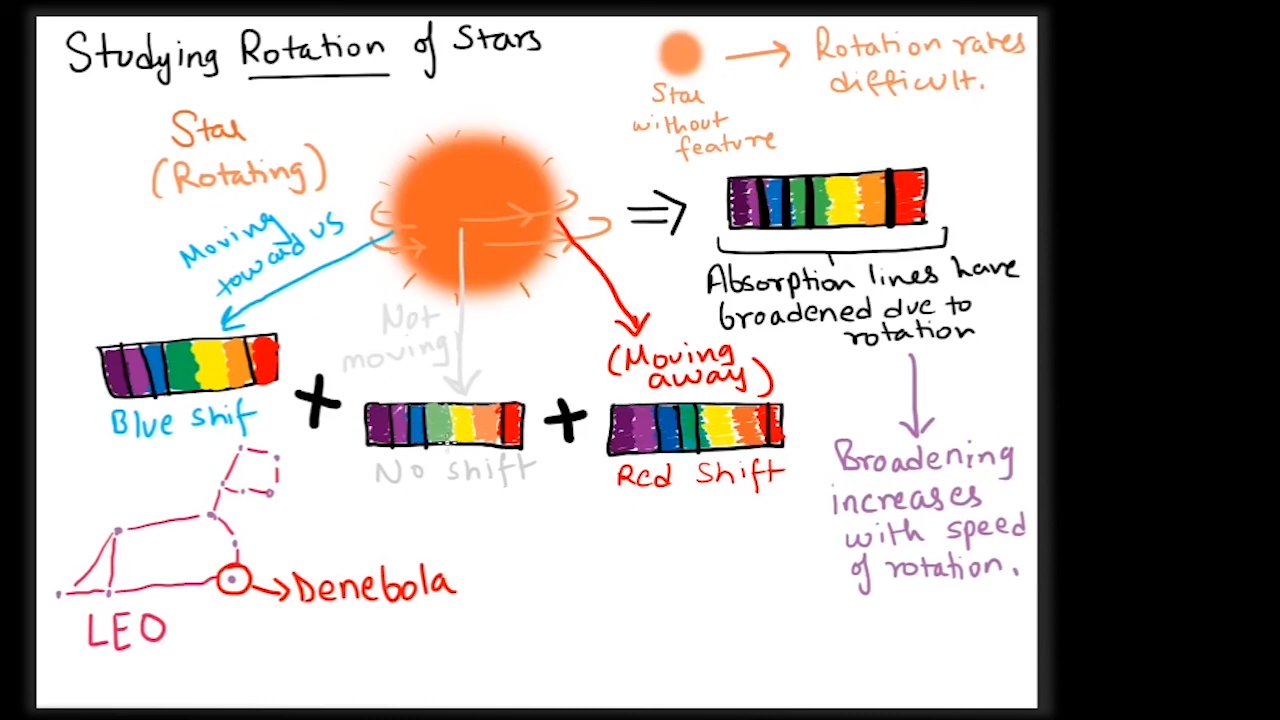 Studying Rotation of Stars
Rotation rates
difficult.
Star
without
feature
Star
(Rotating)
Moving
toward us
Not
moving
(Moving
away)
Absorption lines have
broadened due to
rotation
Blue shif
No shift
Red Shift
Broadening
increases
with speed
of rotation.
Denebola
LEO